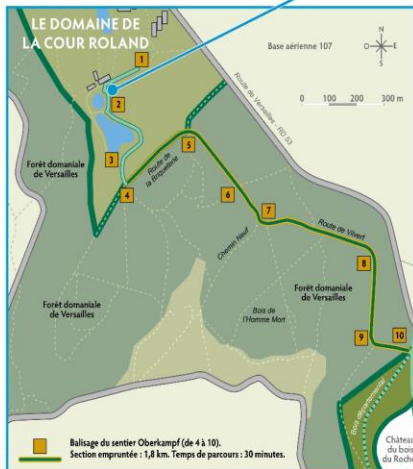 LE DOMAINE DE
LA COUR ROLAND
Base aérienne 107
N
O
E
S
0 100 200 300 m
Route de Versailles - RD 53
1
2
3
4
5
6
7
8
9
10
Forêt domaniale
de Versailles
Route de
la Briqueterie
Chemin Neuf
Route de Vilvert
Forêt domaniale
de Versailles
Forêt domaniale
de Versailles
Bois de
l'Homme Mort
Bois départemental
Château
du bois
du Roche
Balisage du sentier Oberkampf (de 4 à 10).
Section empruntée : 1,8 km. Temps de parcours : 30 minutes.